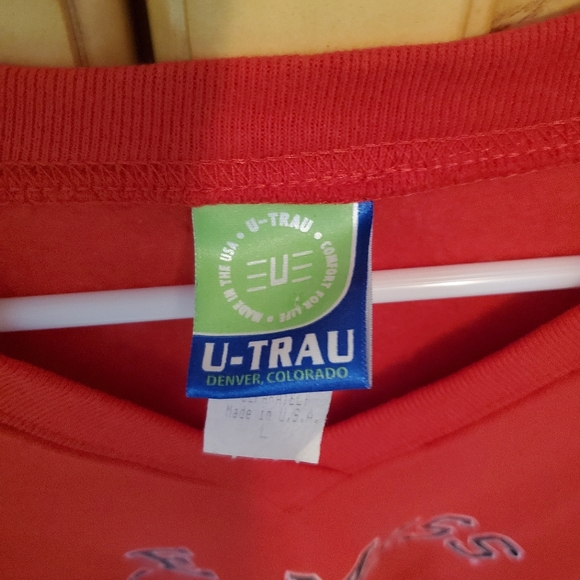 • U-TRAU • COMFORT FOR LIFE • MADE IN THE USA
U
U-TRAU
DENVER, COLORADO
Made in U.S.A.
L